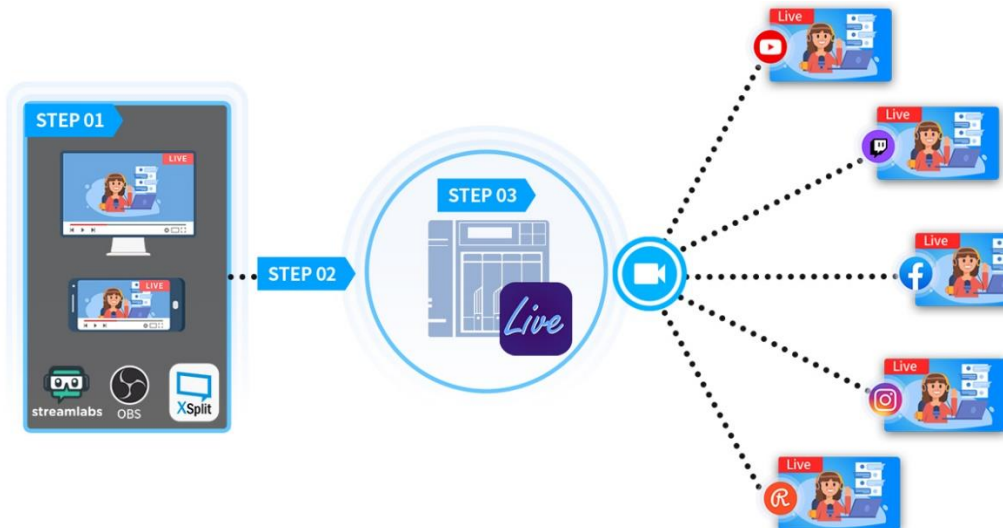 STEP 01
LIVE
LIVE
streamlabs
OBS
XSplit
STEP 02
STEP 03
Live
Live
Live
Live
Live
Live